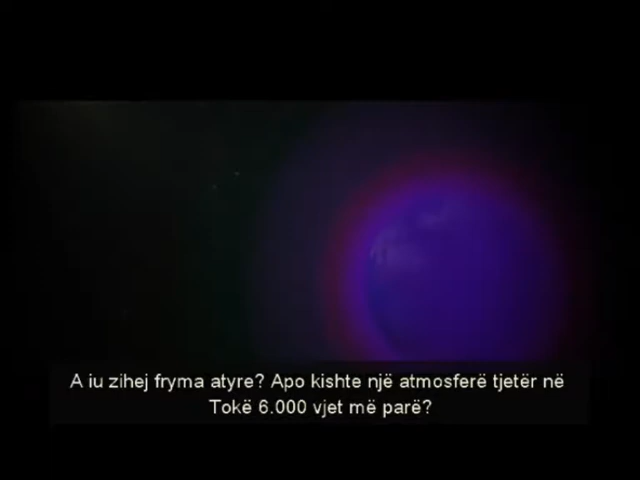 A iu zihej fryma atyre? Apo kishte një atmosferë tjetër në
Tokë 6.000 vjet më parë?